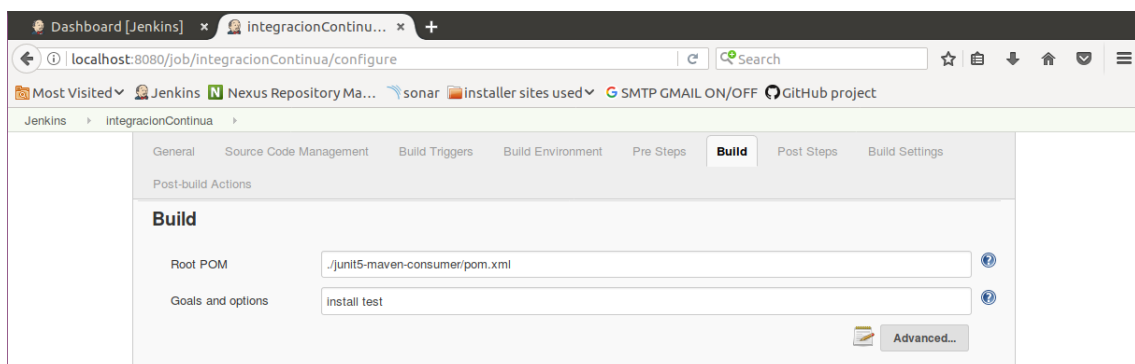 Dashboard [Jenkins] × integracionContinu... × +
localhost:8080/job/integracionContinua/configure Search
Most Visited Jenkins Nexus Repository Ma... sonar installer sites used SMTP GMAIL ON/OFF GitHub project
Jenkins integracionContinua
General Source Code Management Build Triggers Build Environment Pre Steps Build Post Steps Build Settings
Post-build Actions
Build
Root POM ./junit5-maven-consumer/pom.xml
Goals and options install test
Advanced...